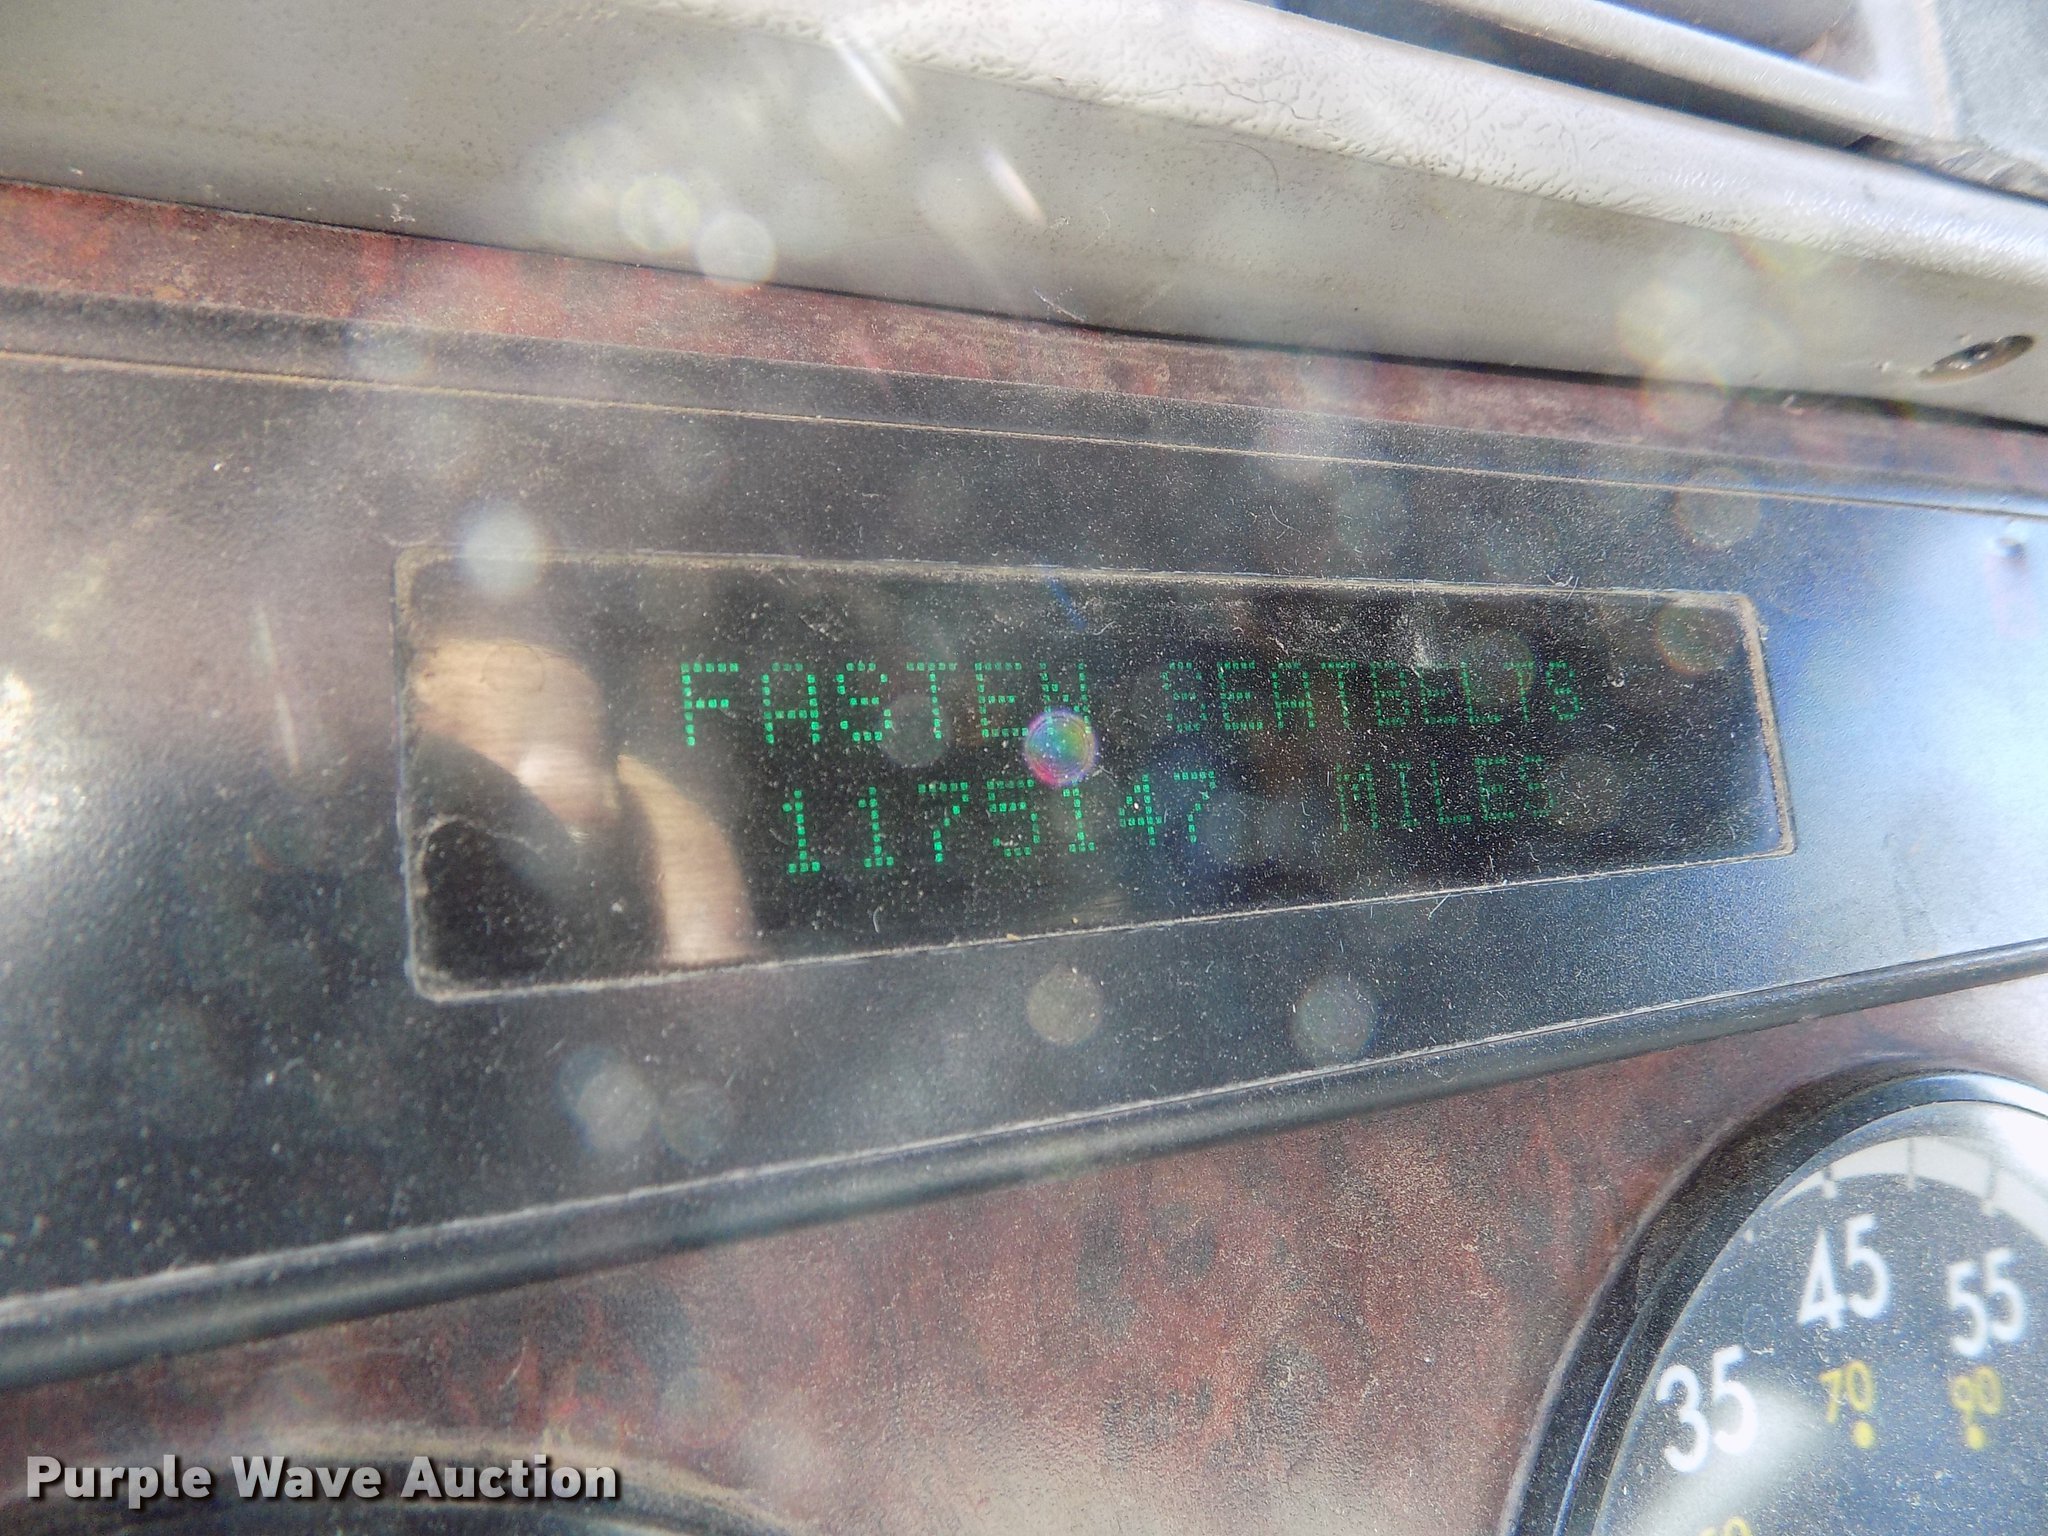 FASTEN SEATBELTS
1175147 MILES
45
55
35
70
90
Purple Wave Auction